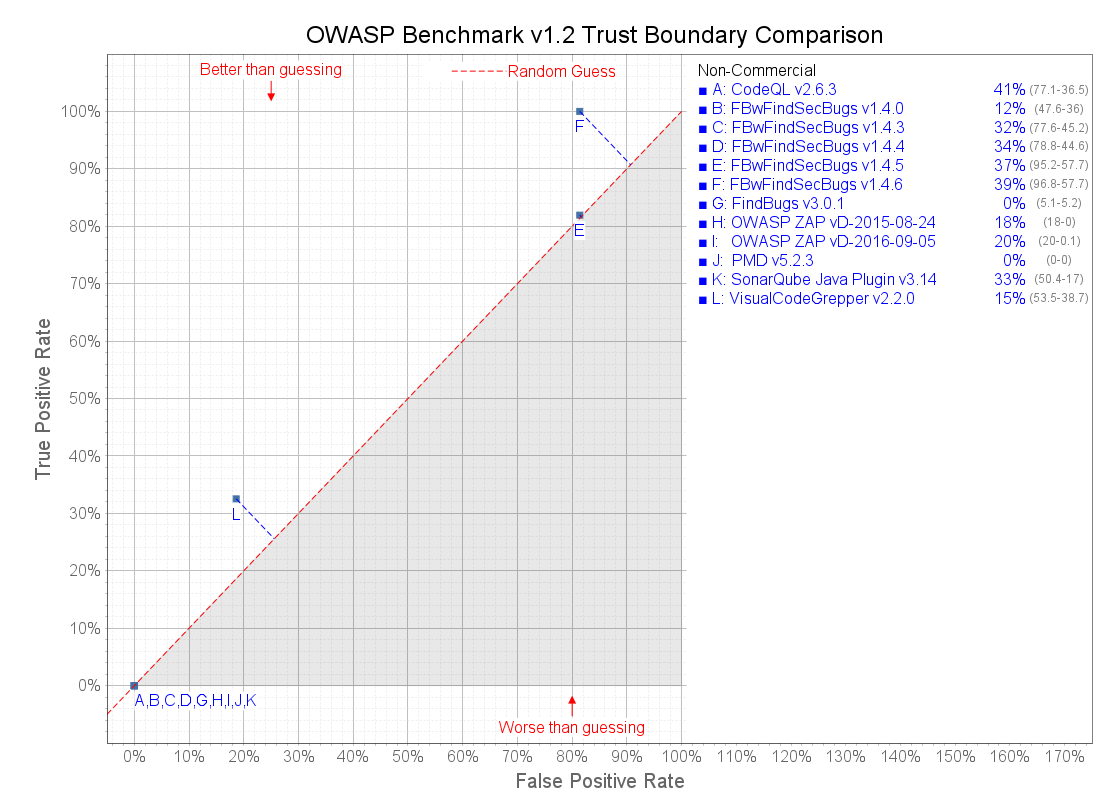 OWASP Benchmark v1.2 Trust Boundary Comparison
Better than guessing
Random Guess
Non-Commercial
A: CodeQL v2.6.3 41% (77.1-36.5)
B: FBwFindSecBugs v1.4.0 12% (47.6-36)
C: FBwFindSecBugs v1.4.3 32% (77.6-45.2)
D: FBwFindSecBugs v1.4.4 34% (78.8-44.6)
E: FBwFindSecBugs v1.4.5 37% (95.2-57.7)
F: FBwFindSecBugs v1.4.6 39% (96.8-57.7)
G: FindBugs v3.0.1 0% (5.1-5.2)
H: OWASP ZAP vD-2015-08-24 18% (18-0)
I: OWASP ZAP vD-2016-09-05 20% (20-0.1)
J: PMD v5.2.3 0% (0-0)
K: SonarQube Java Plugin v3.14 33% (50.4-17)
L: VisualCodeGrepper v2.2.0 15% (53.5-38.7)
True Positive Rate
100%
90%
80%
70%
60%
50%
40%
30%
20%
10%
0%
F
E
L
A,B,C,D,G,H,I,J,K
Worse than guessing
0% 10% 20% 30% 40% 50% 60% 70% 80% 90% 100% 110% 120% 130% 140% 150% 160% 170%
False Positive Rate